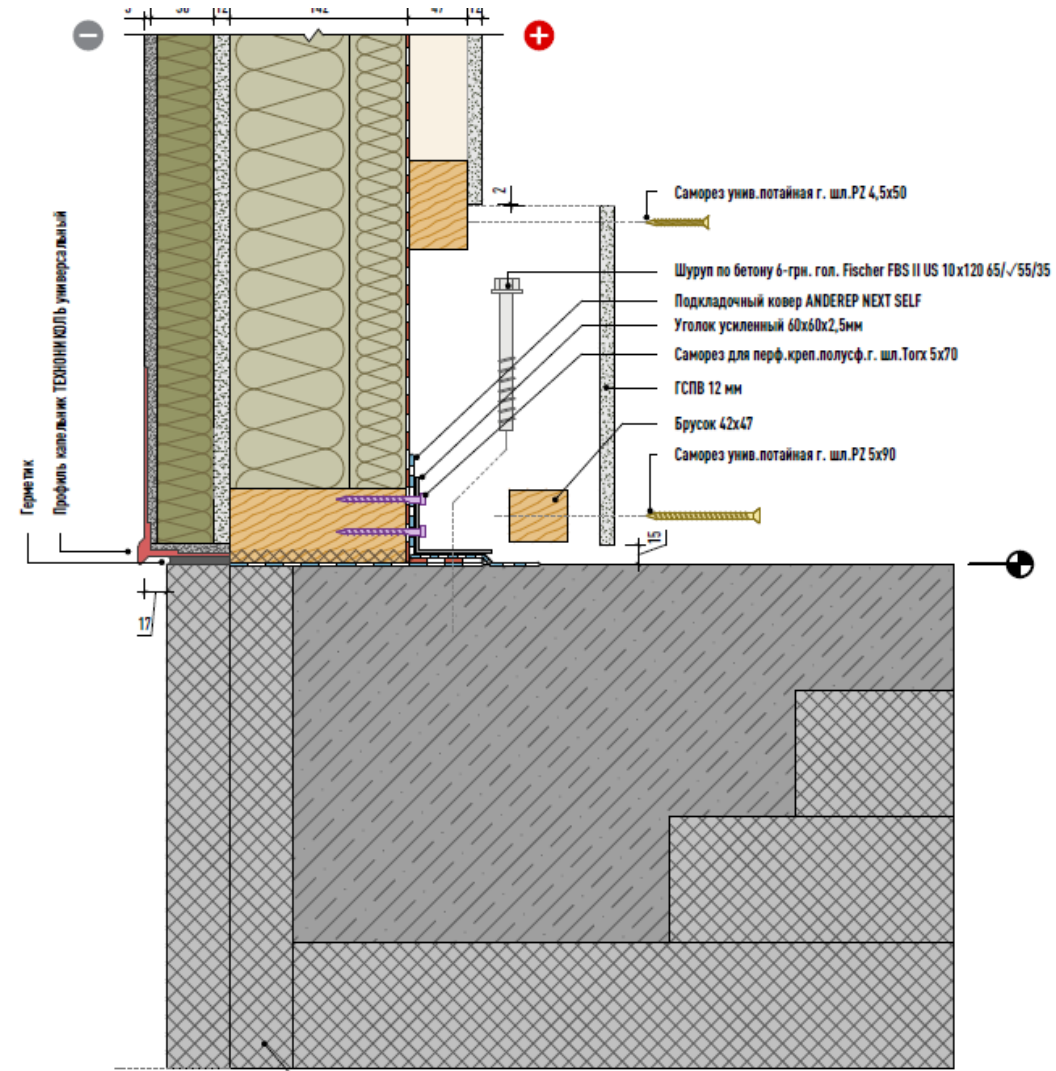 12
142
47
12
2
Саморез унив.потайная г. шл.PZ 4,5x50
Шуруп по бетону 6-грн. гол. Fischer FBS II US 10x120 65/✓55/35
Подкладочный ковер ANDEREP NEXT SELF
Уголок усиленный 60x60x2,5мм
Саморез для перф.креп.полусф.г. шл.Torx 5x70
ГСПВ 12 мм
Брусок 42x47
Саморез унив.потайная г. шл.PZ 5x90
15
Герметик
Профиль капельник ТЕХНОНИКОЛЬ универсальный
17